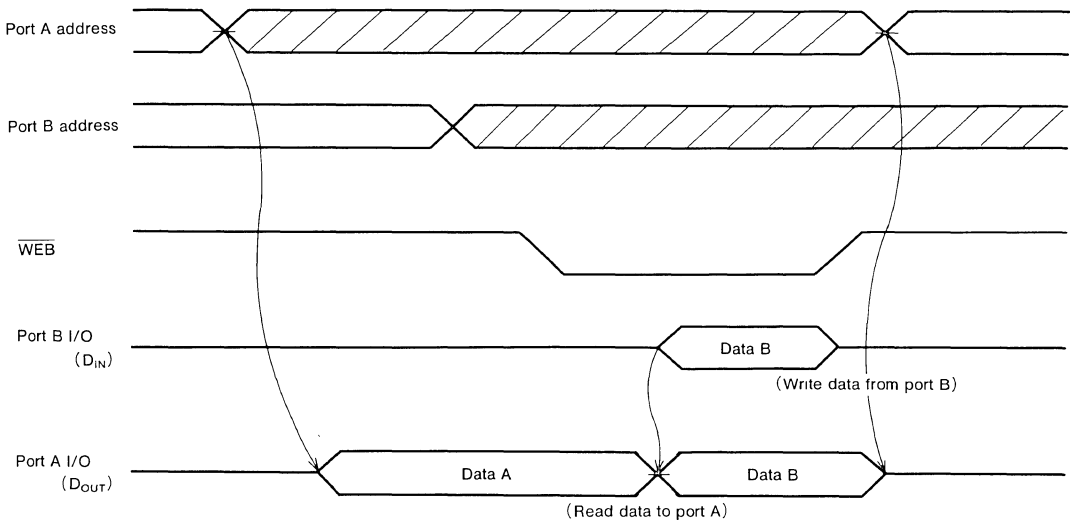 Port A address
Port B address
WEB
Port B I/O
(DIN)
Data B
(Write data from port B)
Port A I/O
(DOUT)
Data A
Data B
(Read data to port A)